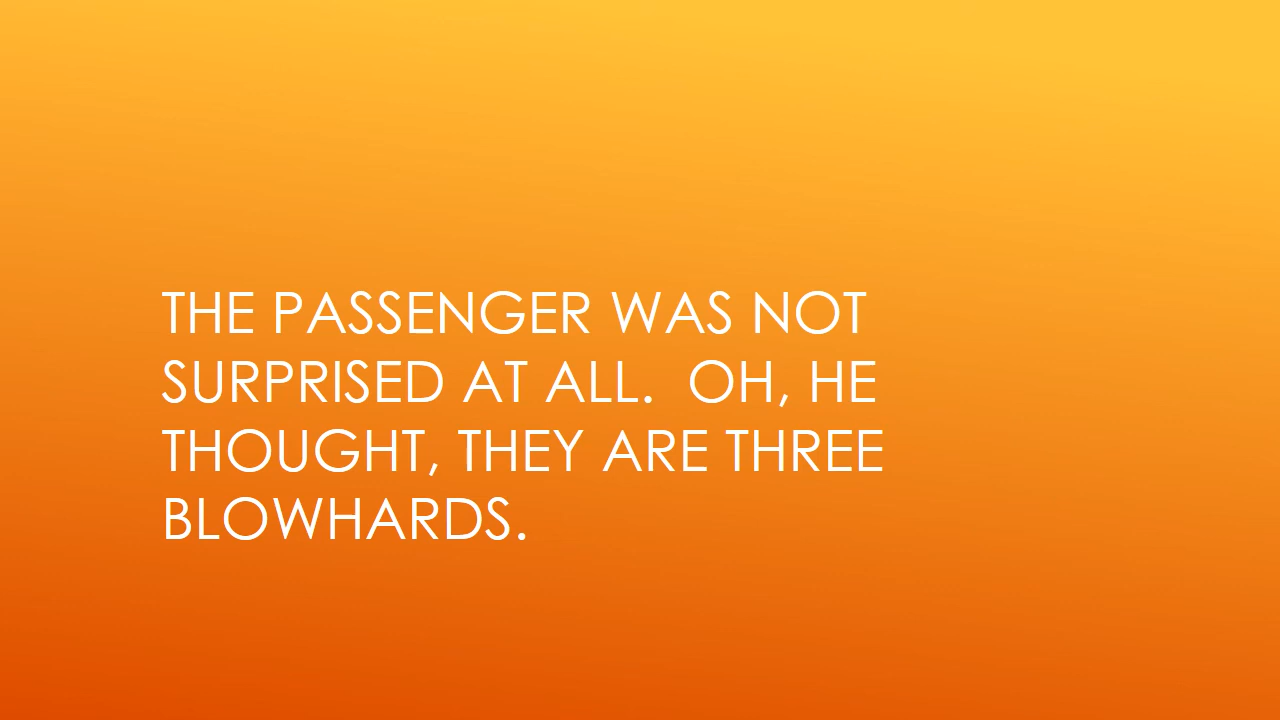 THE PASSENGER WAS NOT
SURPRISED AT ALL.  OH, HE
THOUGHT, THEY ARE THREE
BLOWHARDS.